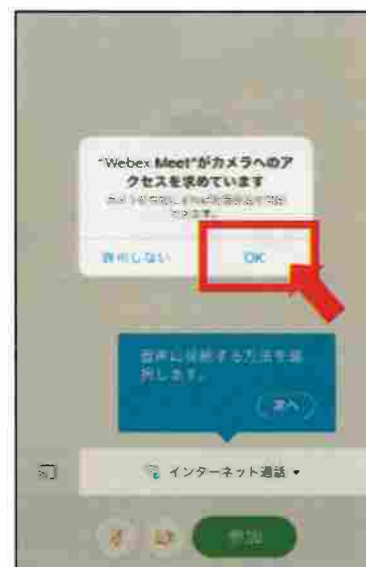 "Webex Meet"がカメラへのア
クセスを求めています
許可しない
OK
音声に接続する方法を選
択します。
次へ
インターネット通話
参加